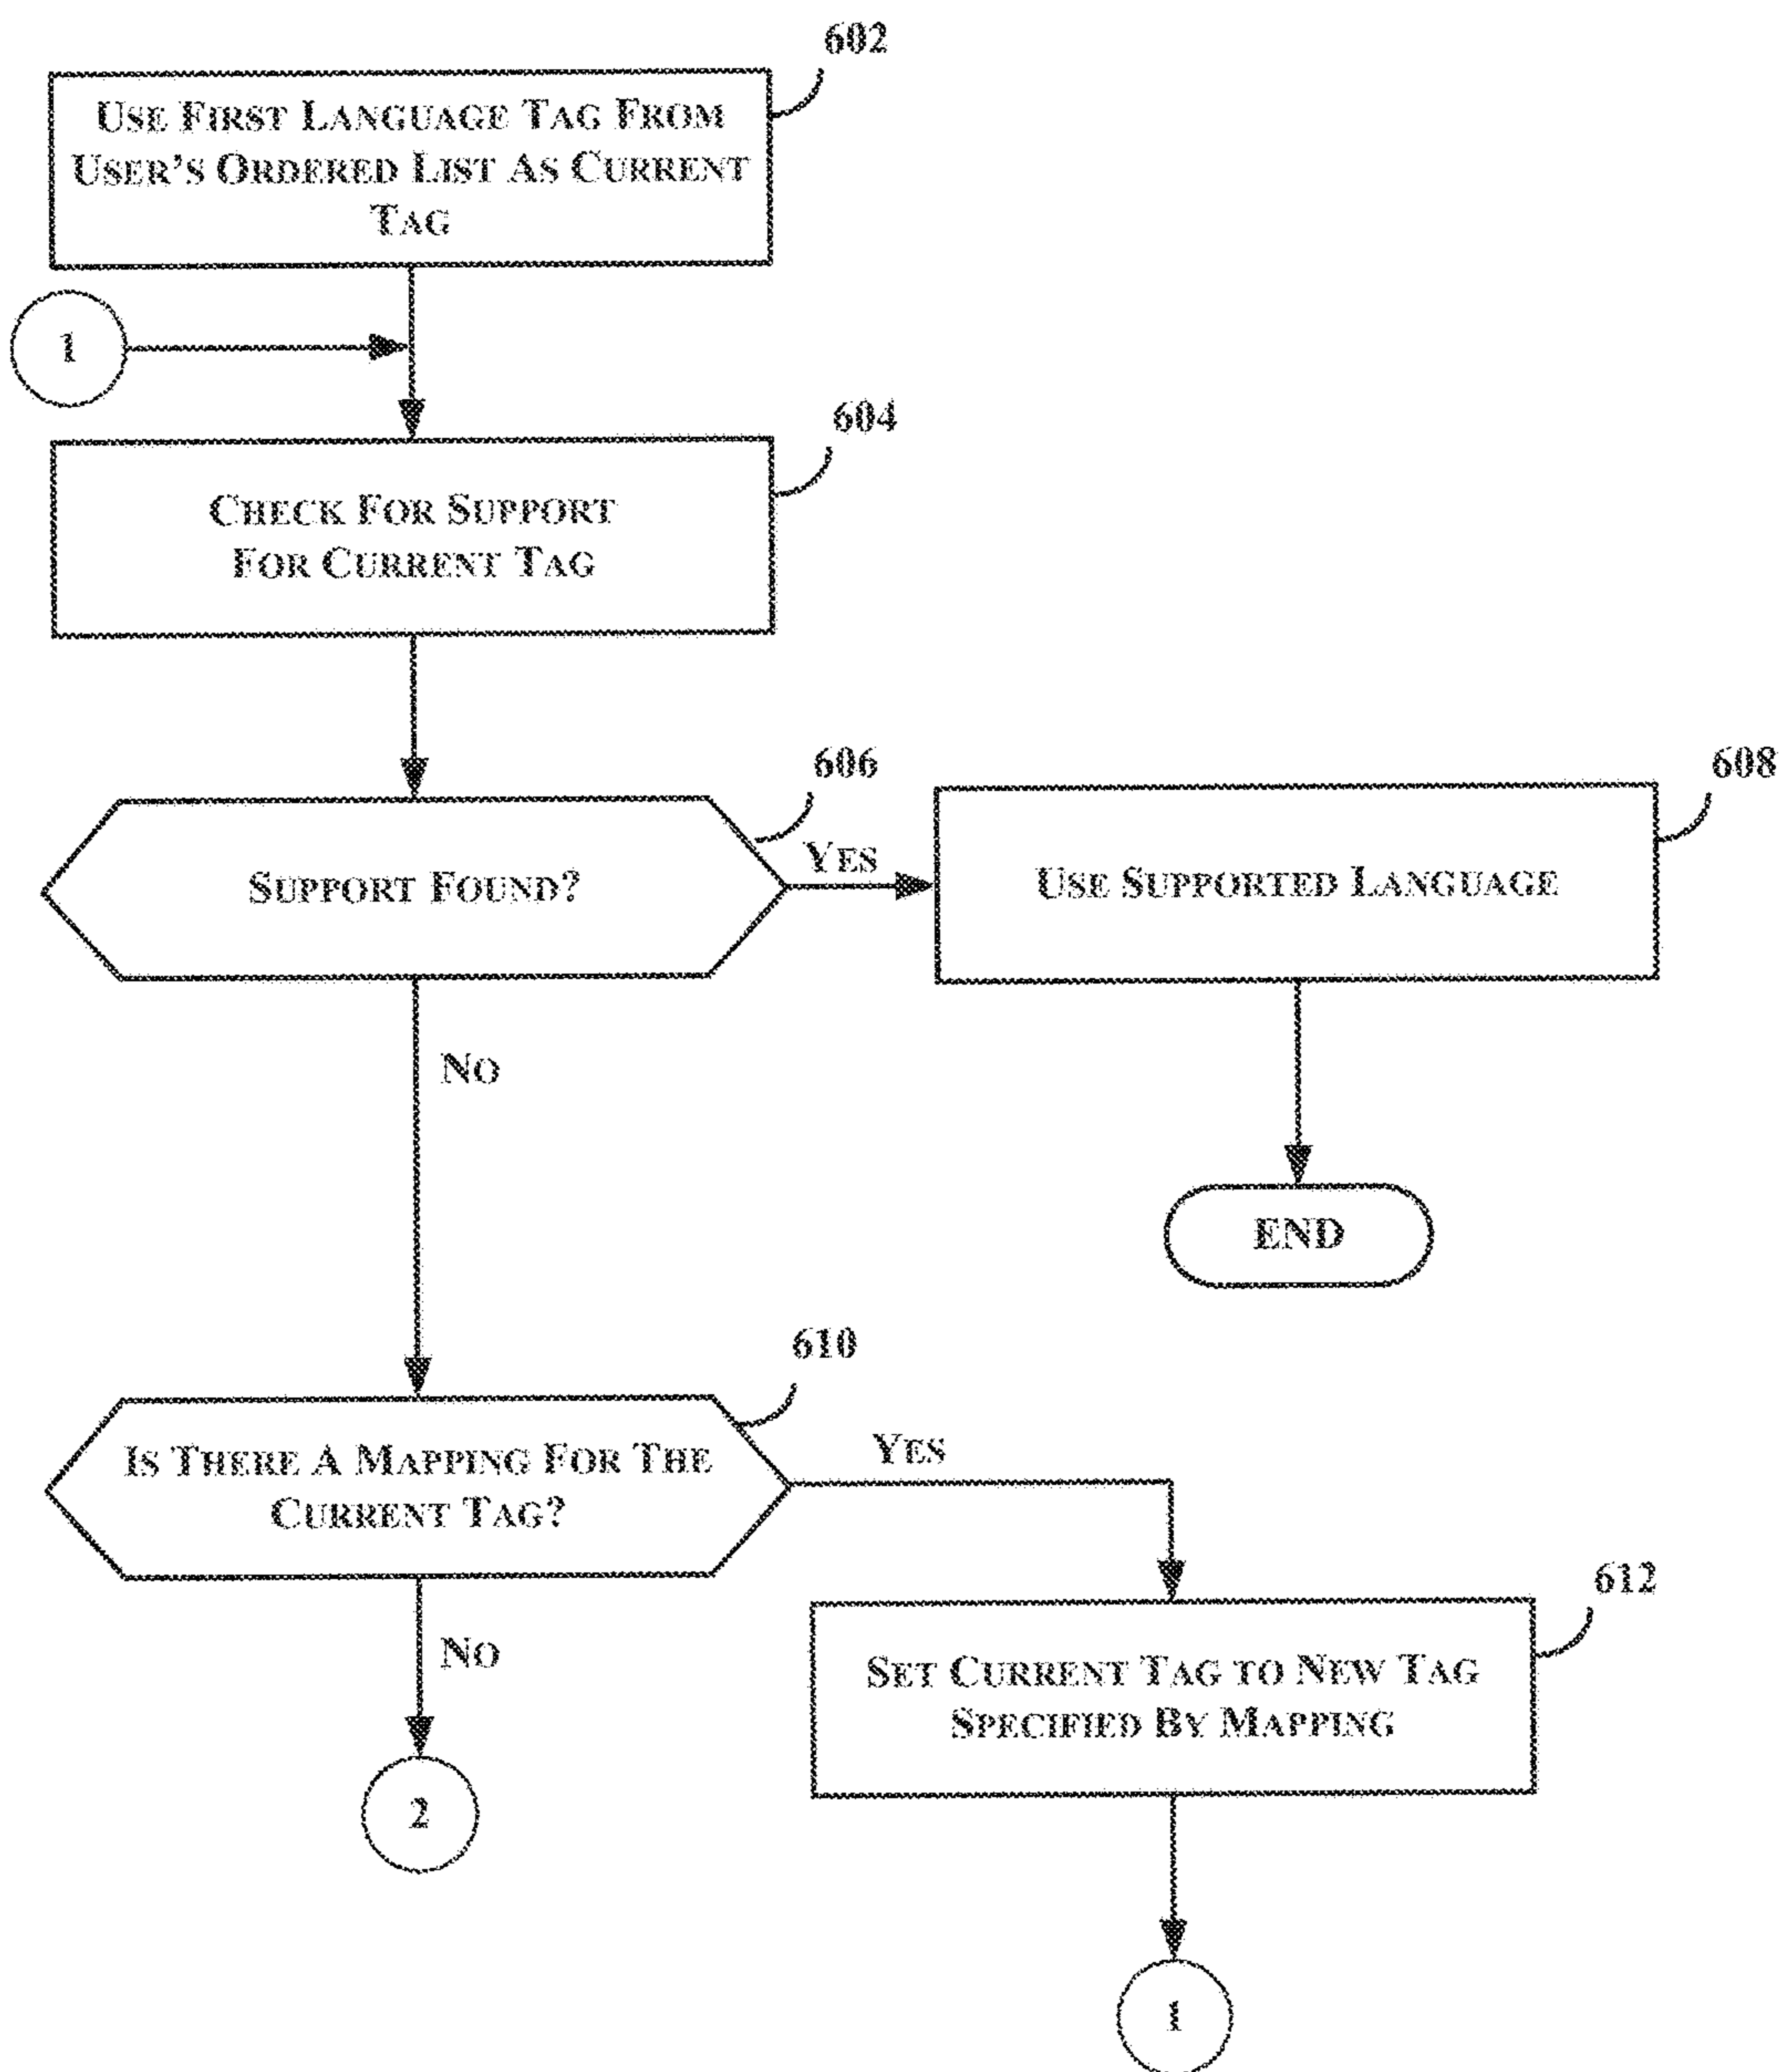 602
USE FIRST LANGUAGE TAG FROM
USER'S ORDERED LIST AS CURRENT
TAG
1
604
CHECK FOR SUPPORT
FOR CURRENT TAG
606
608
SUPPORT FOUND?
YES
USE SUPPORTED LANGUAGE
NO
END
610
IS THERE A MAPPING FOR THE
CURRENT TAG?
YES
612
NO
SET CURRENT TAG TO NEW TAG
SPECIFIED BY MAPPING
2
1